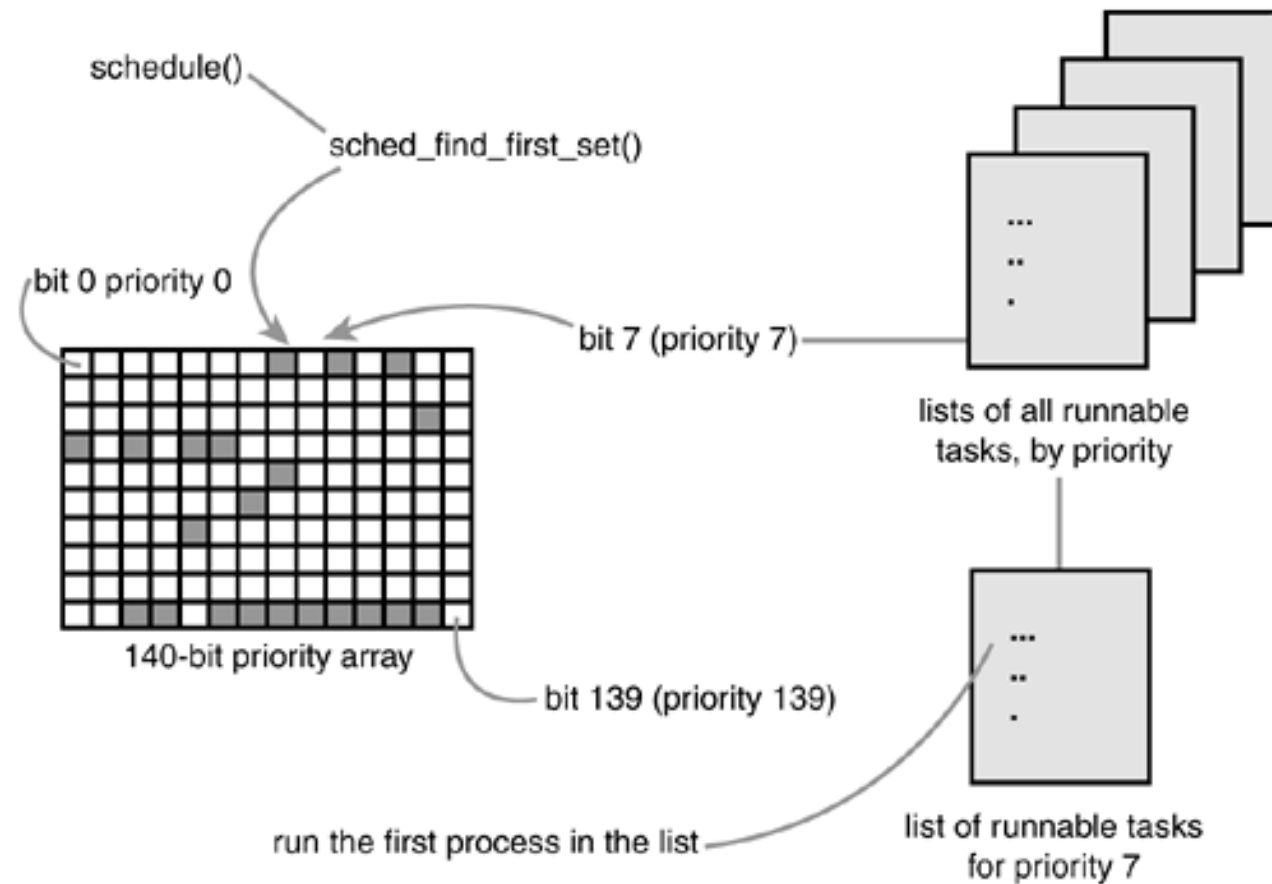 schedule()
sched_find_first_set()
bit 0 priority 0
bit 7 (priority 7)
...
..
.
lists of all runnable
tasks, by priority
140-bit priority array
bit 139 (priority 139)
...
..
.
run the first process in the list
list of runnable tasks
for priority 7